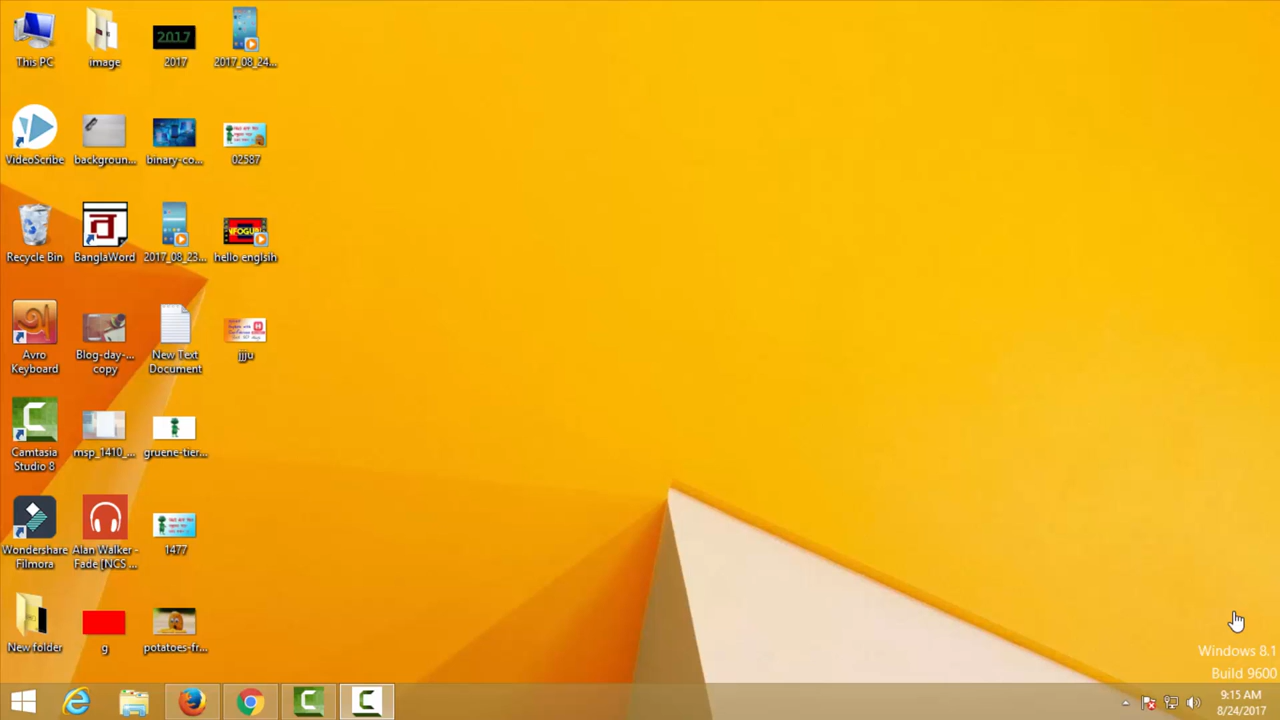 This PC
image
2017
2017
2017_08_24...
VideoScribe
backgroun...
binary-co...
02587
Recycle Bin
BanglaWord
2017_08_23...
hello englsih
Avro
Keyboard
Blog-day-...
copy
New Text
Document
jjju
Camtasia
Studio 8
msp_1410_...
gruene-tier...
Wondershare
Filmora
Alan Walker -
Fade [NCS ...
1477
New folder
g
potatoes-fr...
Windows 8.1
Build 9600
9:15 AM
8/24/2017